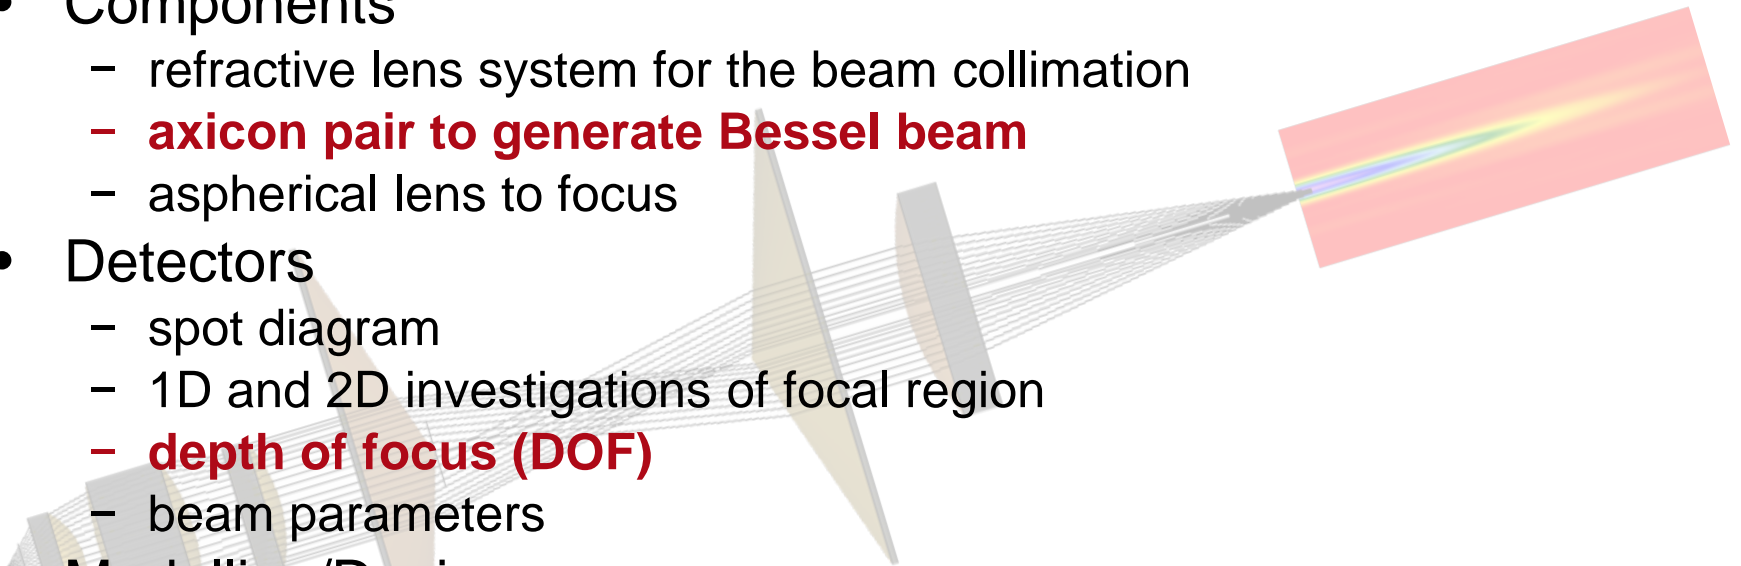 • Components
− refractive lens system for the beam collimation
− axicon pair to generate Bessel beam
− aspherical lens to focus
• Detectors
− spot diagram
− 1D and 2D investigations of focal region
− depth of focus (DOF)
− beam parameters